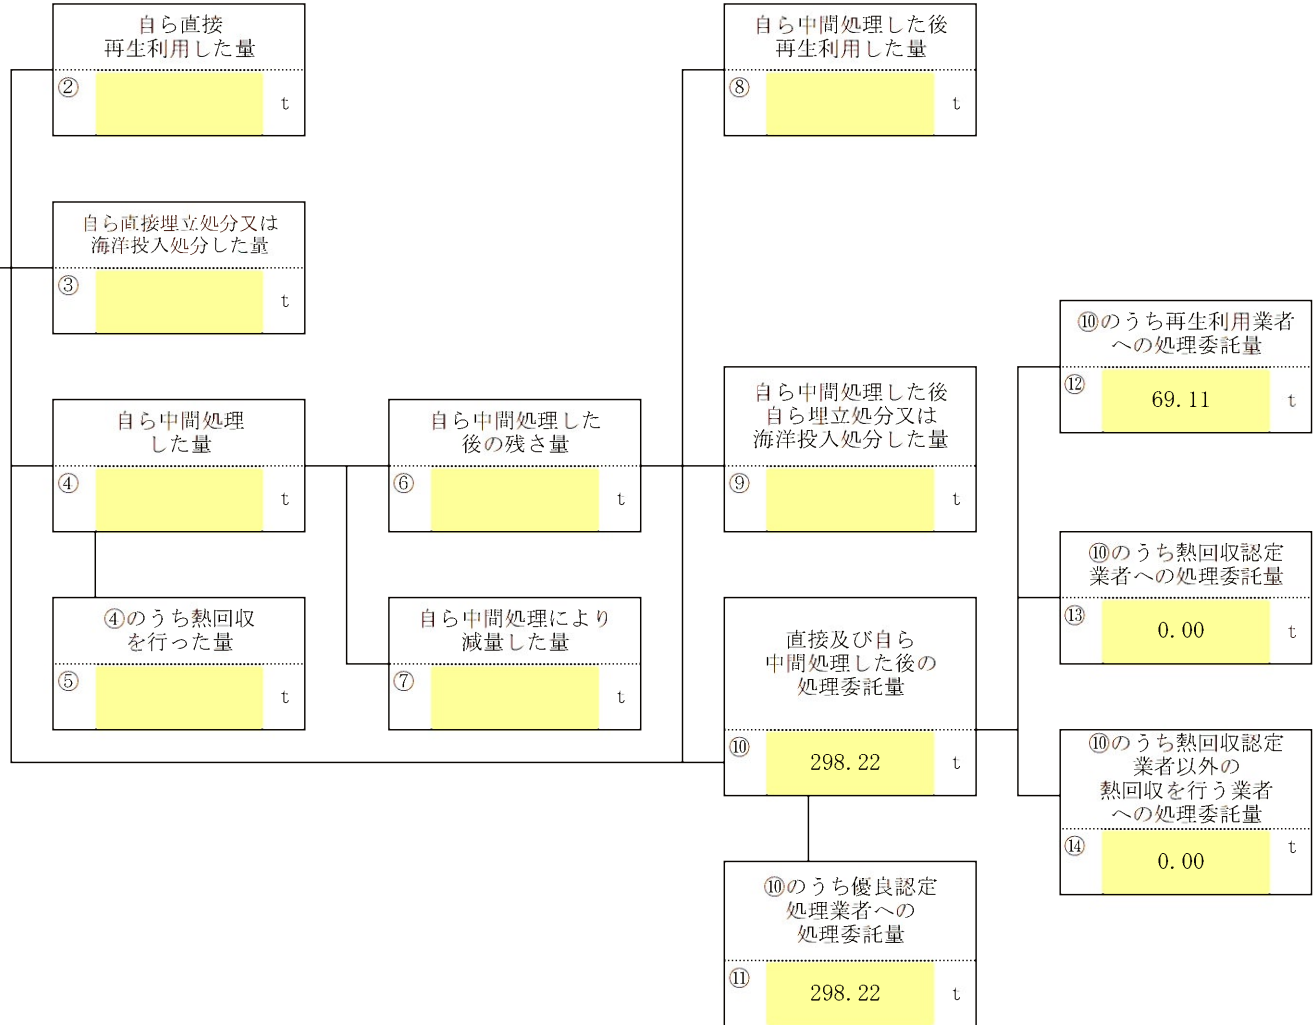 自ら直接
再生利用した量
②
t
自ら中間処理した後
再生利用した量
⑧
t
自ら直接埋立処分又は
海洋投入処分した量
③
t
自ら中間処理
した量
④
t
自ら中間処理した
後の残さ量
⑥
t
自ら中間処理した後
自ら埋立処分又は
海洋投入処分した量
⑨
t
⑩のうち再生利用業者
への処理委託量
⑫
69.11
t
④のうち熱回収
を行った量
⑤
t
自ら中間処理により
減量した量
⑦
t
直接及び自ら
中間処理した後の
処理委託量
⑩
298.22
t
⑩のうち熱回収認定
業者への処理委託量
⑬
0.00
t
⑩のうち熱回収認定
業者以外の
熱回収を行う業者
への処理委託量
⑭
0.00
t
⑩のうち優良認定
処理業者への
処理委託量
⑪
298.22
t